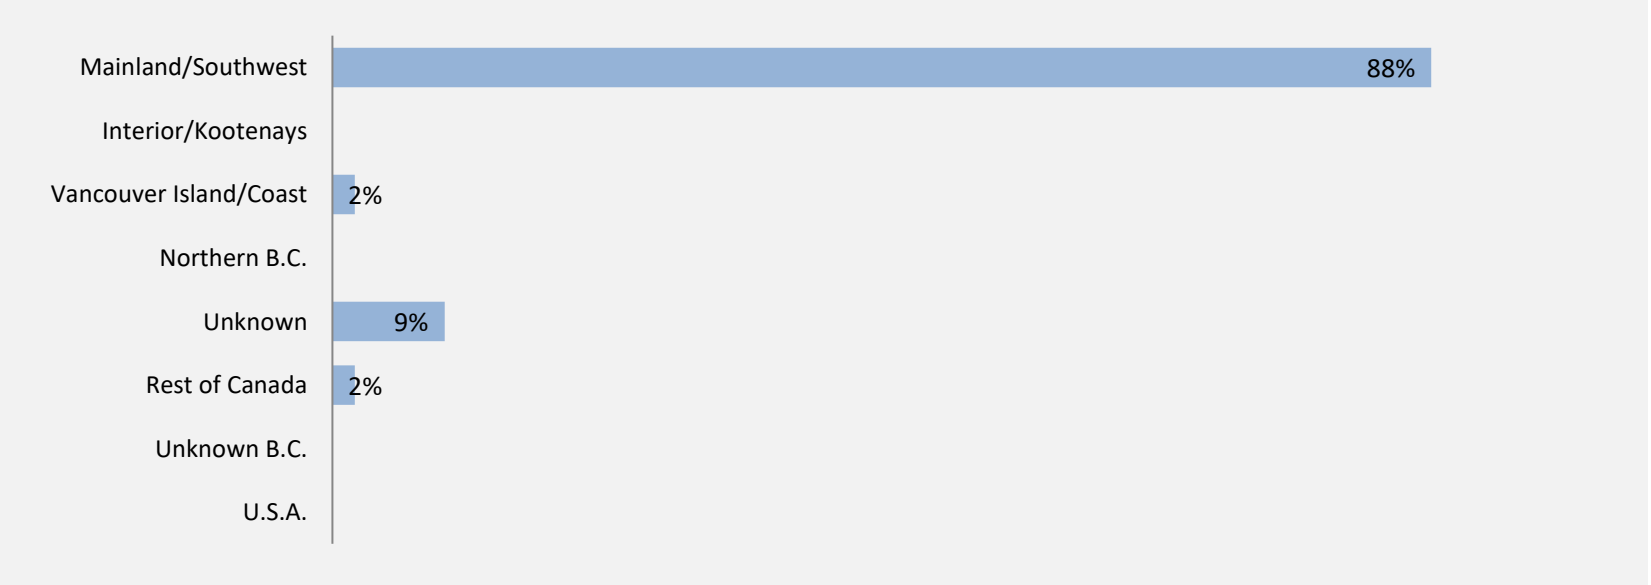 Mainland/Southwest 88%
Interior/Kootenays
Vancouver Island/Coast 2%
Northern B.C.
Unknown 9%
Rest of Canada 2%
Unknown B.C.
U.S.A.